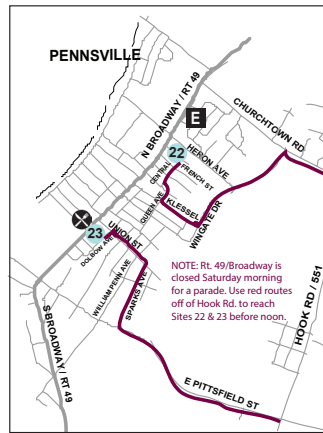 PENNSVILLE
N BROADWAY / RT 49
CHURCHTOWN RD
E
22
HERON AVE
CENTRAL
FRENCH ST
QUEEN AVE
KLESSEL
WINGATE DR
23
UNION ST
DOLBOW AVE
WILLIAM PENN AVE
SPARKS AVE
NOTE: Rt. 49/Broadway is
closed Saturday morning
for a parade. Use red routes
off of Hook Rd. to reach
Sites 22 & 23 before noon.
S BROADWAY / RT 49
HOOK RD / 551
E PITTSFIELD ST